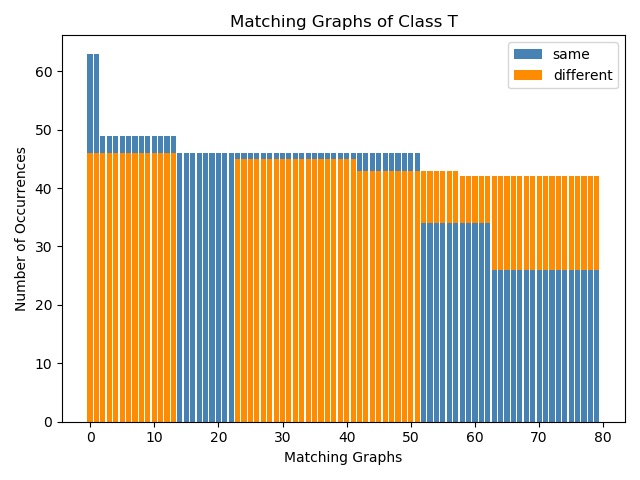 Matching Graphs of Class T
same
different
Number of Occurrences
60
50
40
30
20
10
0
0 10 20 30 40 50 60 70 80
Matching Graphs